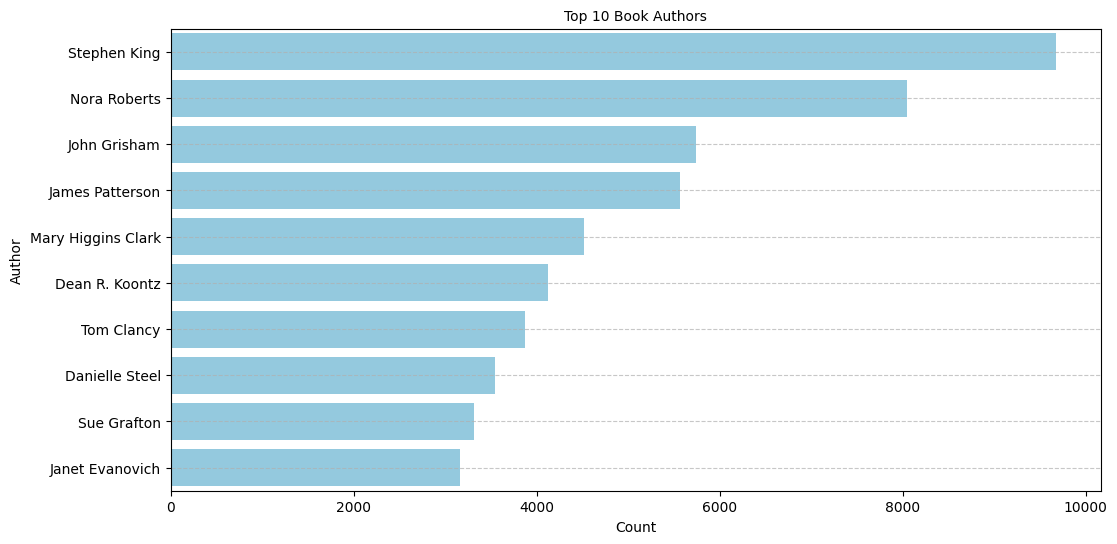 Top 10 Book Authors
Author
Stephen King
Nora Roberts
John Grisham
James Patterson
Mary Higgins Clark
Dean R. Koontz
Tom Clancy
Danielle Steel
Sue Grafton
Janet Evanovich
0 2000 4000 6000 8000 10000
Count